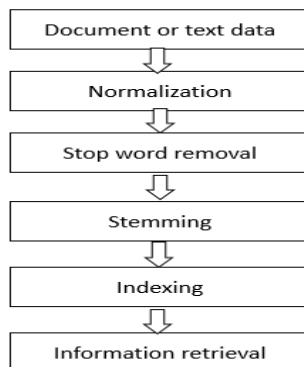 Document or text data
Normalization
Stop word removal
Stemming
Indexing
Information retrieval